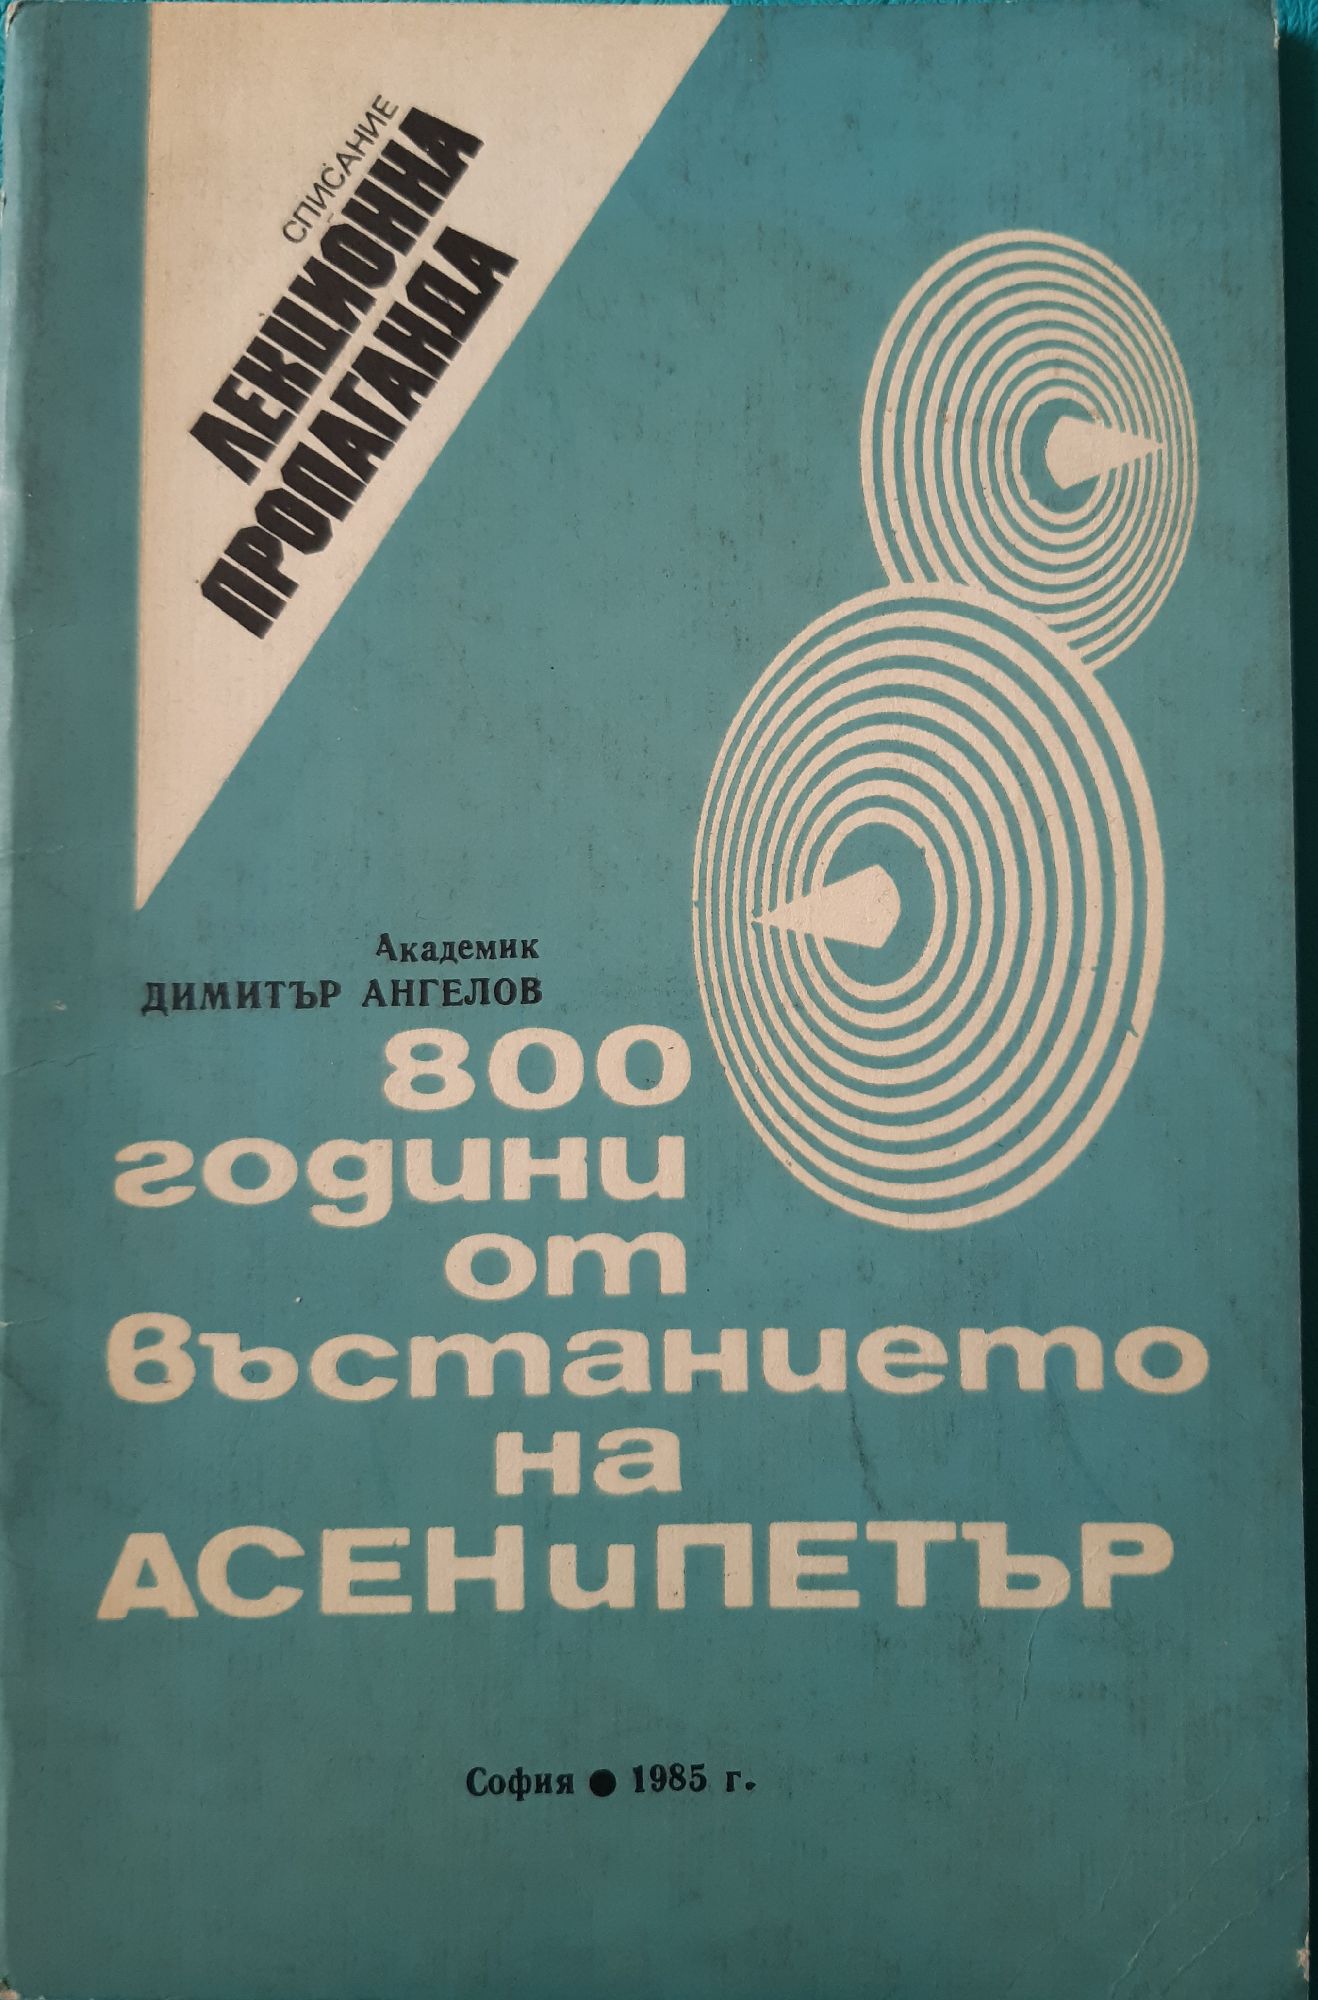 СПИСАНИЕ
ЛЕКЦИОННА
ПРОПАГАНДА
Академик
ДИМИТЪР АНГЕЛОВ
800
години
от
въстанието
на
АСЕНиПЕТЪР
София ● 1985 г.